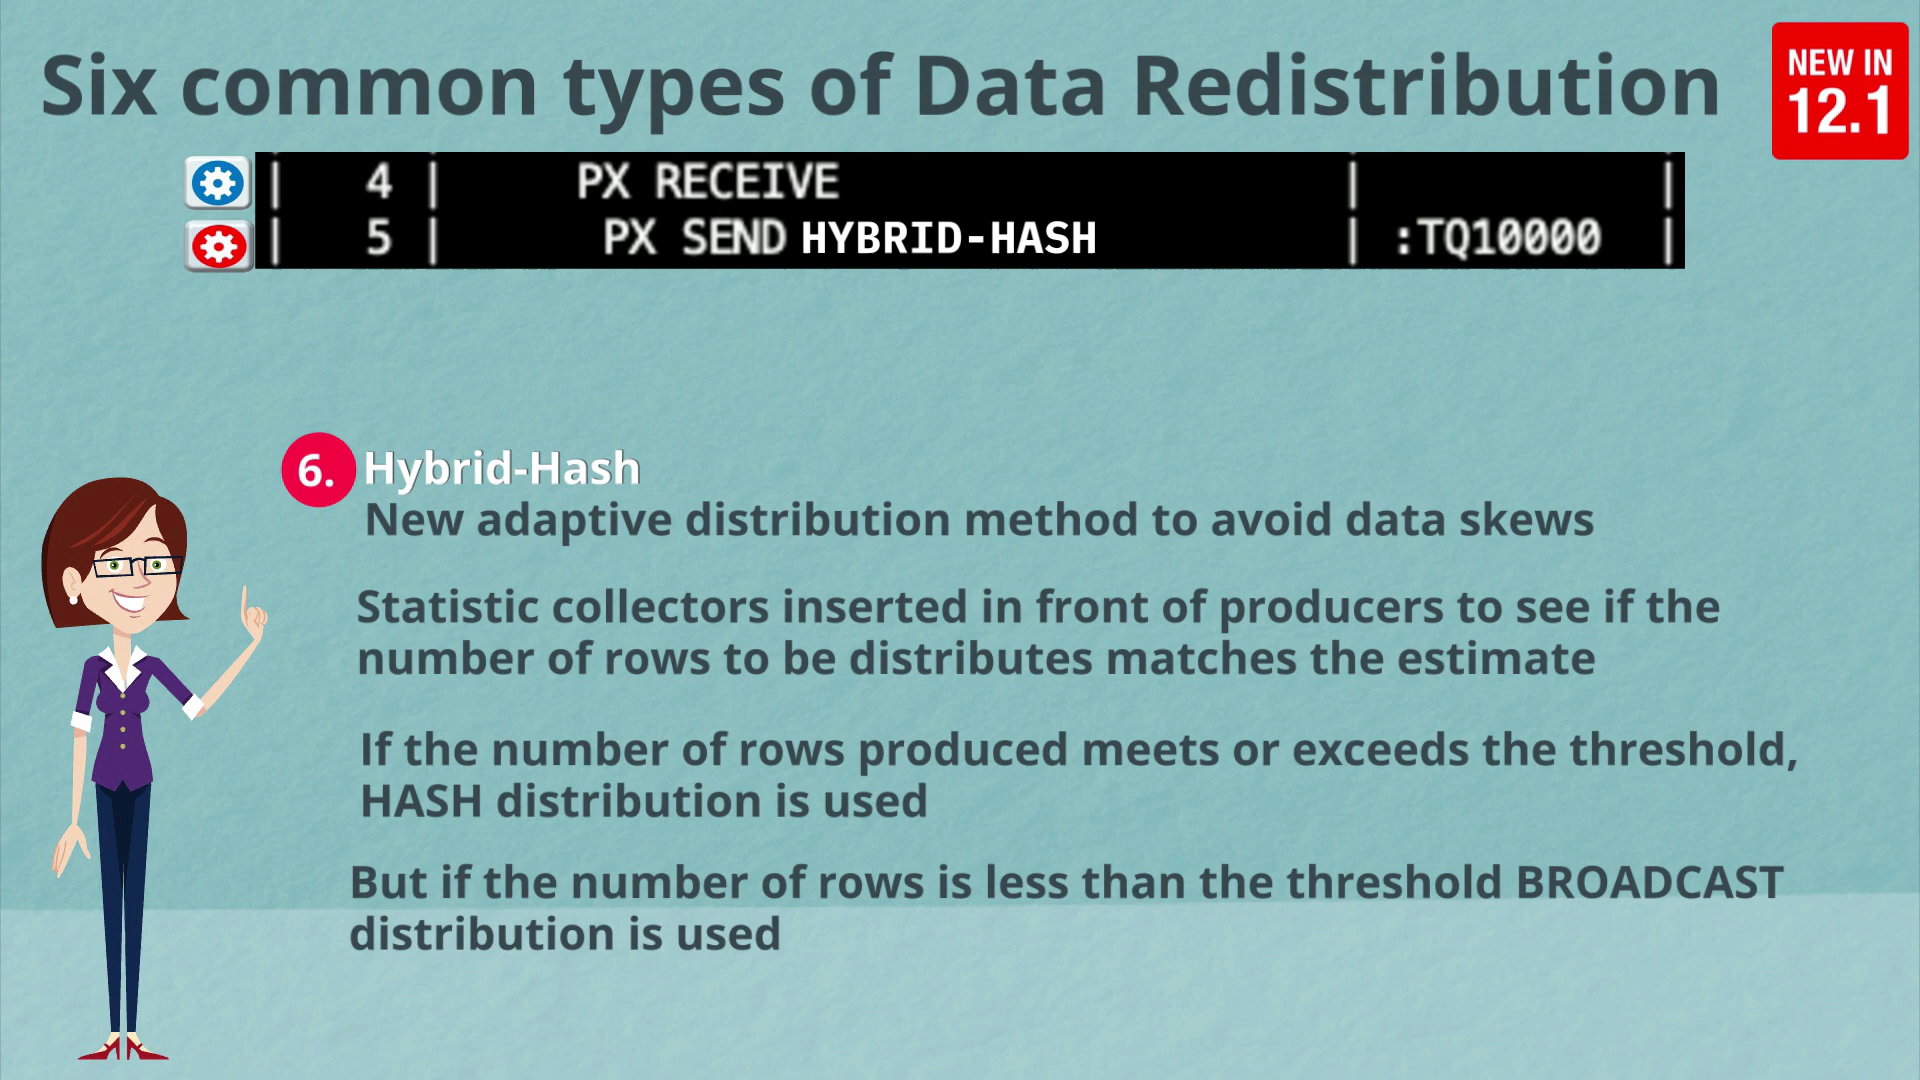 Six common types of Data Redistribution
NEW IN
12.1
| 4 | PX RECEIVE | |
| 5 | PX SEND HYBRID-HASH | :TQ10000 |
6. Hybrid-Hash
New adaptive distribution method to avoid data skews
Statistic collectors inserted in front of producers to see if the
number of rows to be distributes matches the estimate
If the number of rows produced meets or exceeds the threshold,
HASH distribution is used
But if the number of rows is less than the threshold BROADCAST
distribution is used